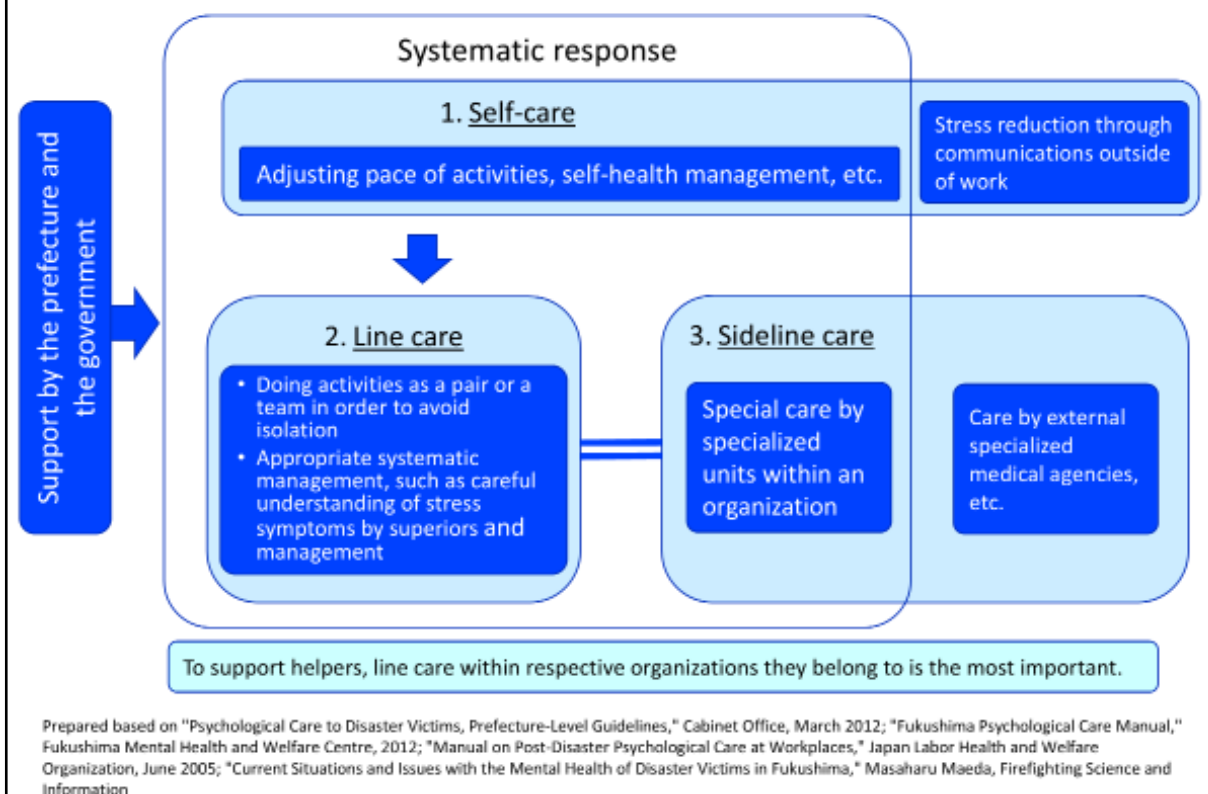 Support by the prefecture and
the government
Systematic response
1. Self-care
Adjusting pace of activities, self-health management, etc.
Stress reduction through
communications outside
of work
2. Line care
• Doing activities as a pair or a
team in order to avoid
isolation
• Appropriate systematic
management, such as careful
understanding of stress
symptoms by superiors and
management
3. Sideline care
Special care by
specialized
units within an
organization
Care by external
specialized
medical agencies,
etc.
To support helpers, line care within respective organizations they belong to is the most important.
Prepared based on "Psychological Care to Disaster Victims, Prefecture-Level Guidelines," Cabinet Office, March 2012; "Fukushima Psychological Care Manual,"
Fukushima Mental Health and Welfare Centre, 2012; "Manual on Post-Disaster Psychological Care at Workplaces," Japan Labor Health and Welfare
Organization, June 2005; "Current Situations and Issues with the Mental Health of Disaster Victims in Fukushima," Masaharu Maeda, Firefighting Science and
Information